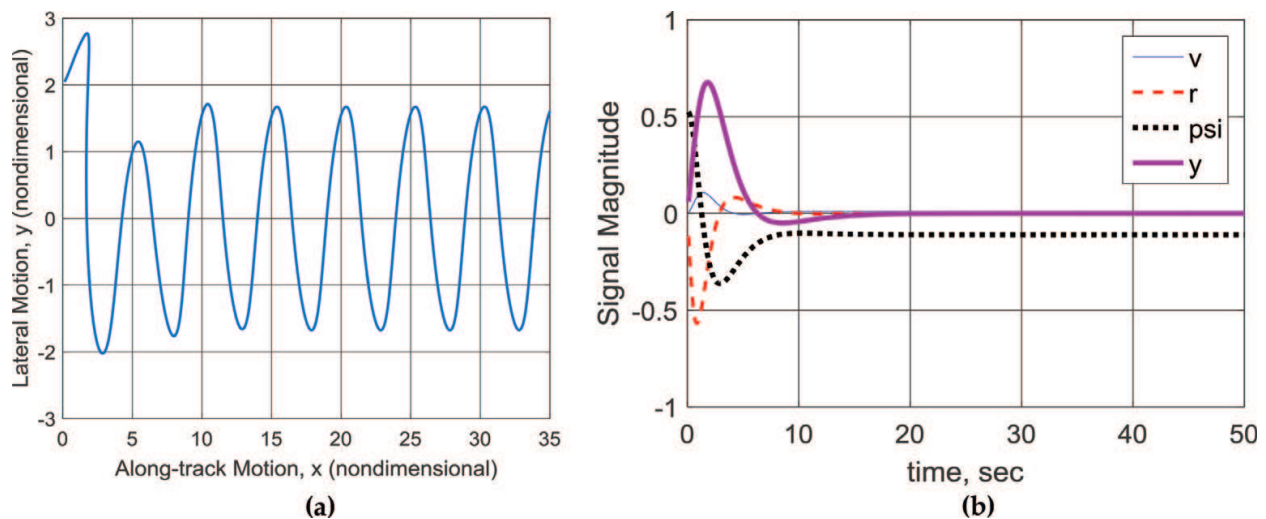 3
2
1
0
-1
-2
-3
0 5 10 15 20 25 30 35
Lateral Motion, y (nondimensional)
Along-track Motion, x (nondimensional)
(a)
1
0.5
0
-0.5
-1
0 10 20 30 40 50
Signal Magnitude
time, sec
v
r
psi
y
(b)